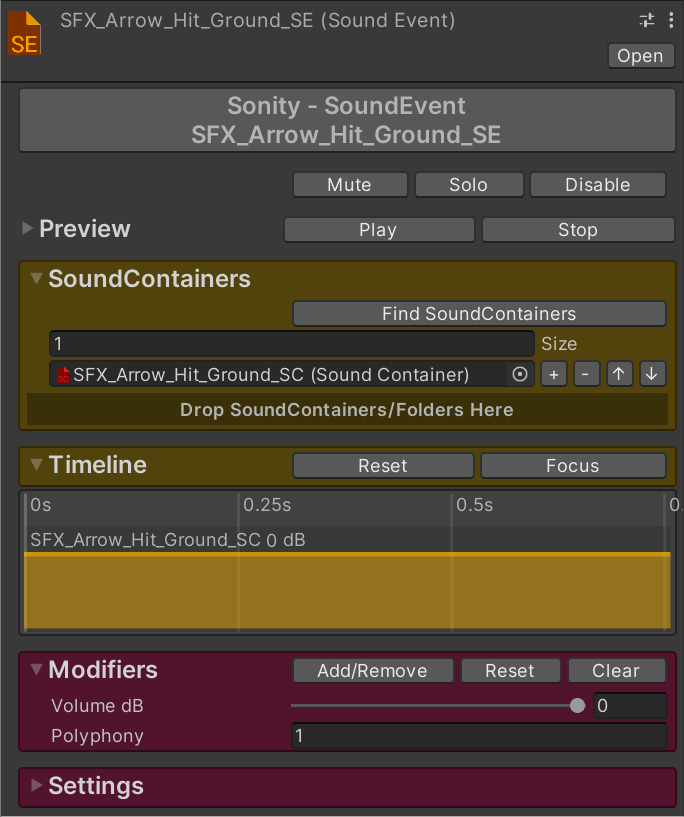 SE
SFX_Arrow_Hit_Ground_SE (Sound Event)
Open
Sonity - SoundEvent
SFX_Arrow_Hit_Ground_SE
Mute Solo Disable
Preview Play Stop
SoundContainers
Find SoundContainers
1 Size
SFX_Arrow_Hit_Ground_SC (Sound Container) + - ↑ ↓
Drop SoundContainers/Folders Here
Timeline Reset Focus
0s 0.25s 0.5s 0.
SFX_Arrow_Hit_Ground_SC 0 dB
Modifiers Add/Remove Reset Clear
Volume dB 0
Polyphony 1
Settings